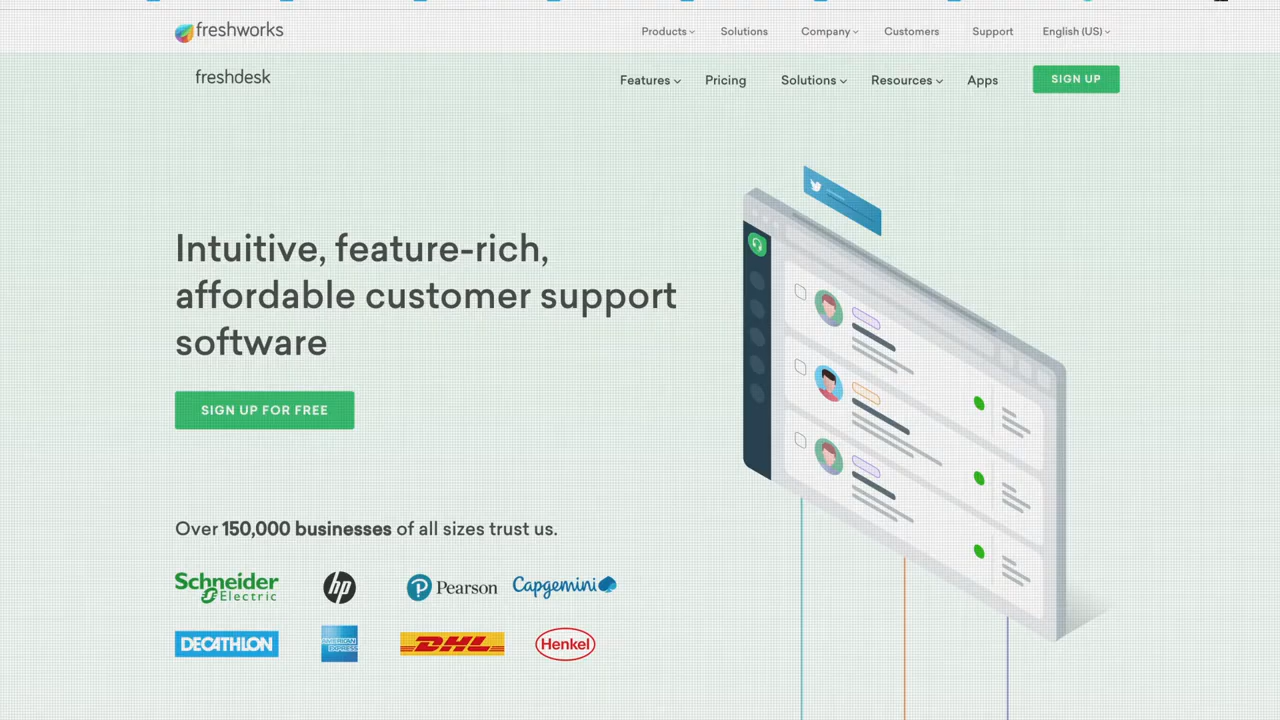 freshworks
Products Solutions Company Customers Support English (US)
freshdesk
Features Pricing Solutions Resources Apps SIGN UP
Intuitive, feature-rich,
affordable customer support
software
SIGN UP FOR FREE
Over 150,000 businesses of all sizes trust us.
Schneider Electric
hp
Pearson
Capgemini
DECATHLON
AMERICAN EXPRESS
DHL
Henkel